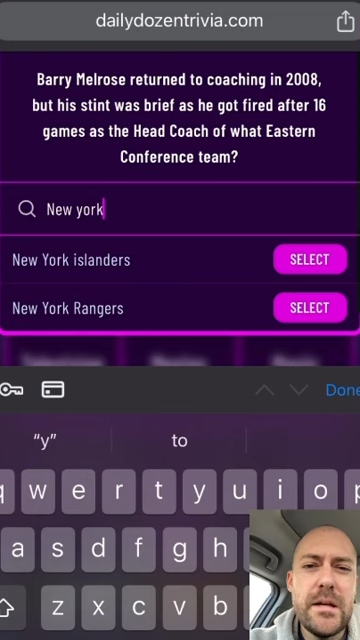 dailydozentrivia.com
Barry Melrose returned to coaching in 2008,
but his stint was brief as he got fired after 16
games as the Head Coach of what Eastern
Conference team?
New york
New York islanders SELECT
New York Rangers SELECT
Done
"y" to
q w e r t y u i o p
a s d f g h
z x c v b